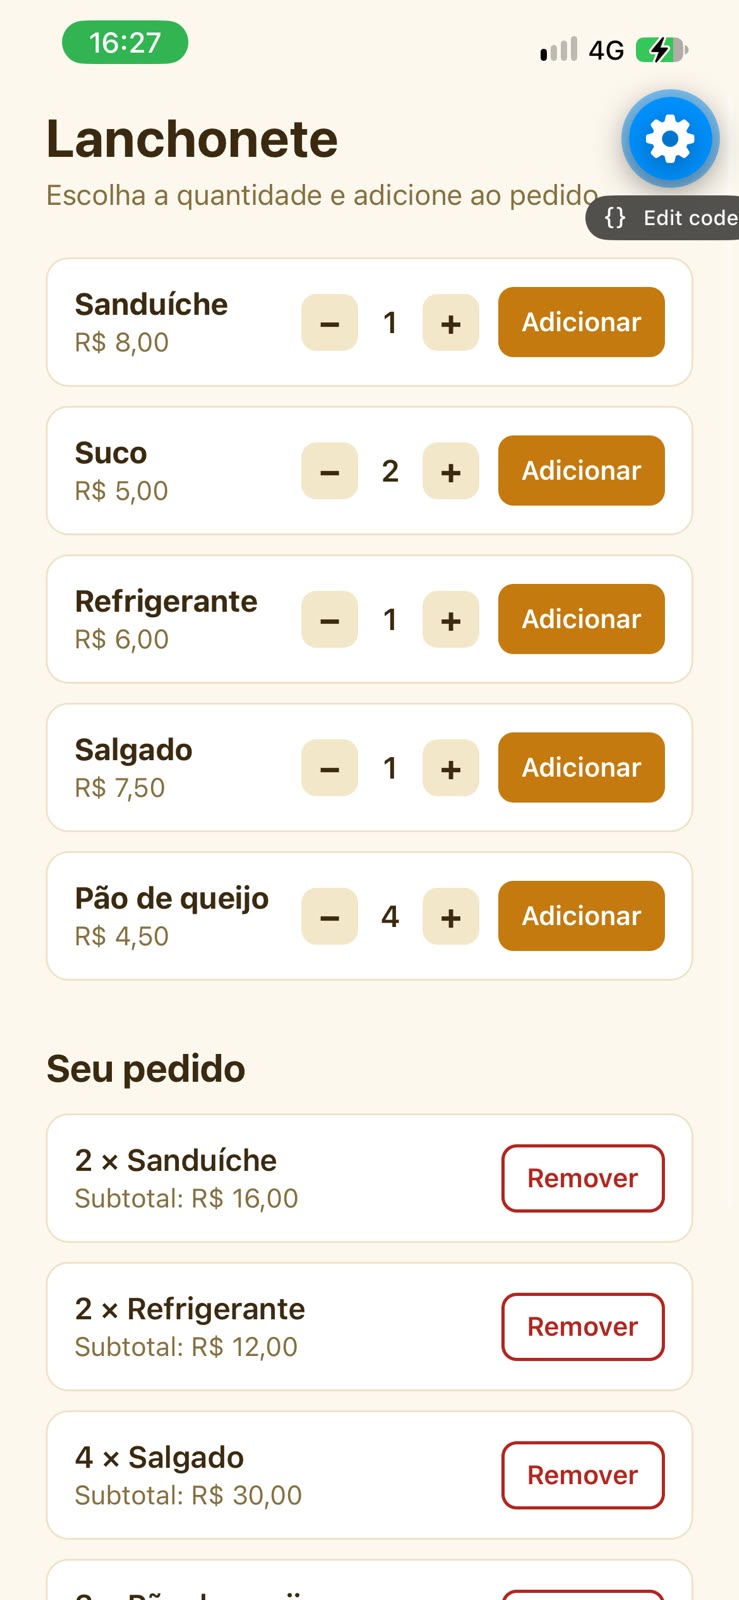 16:27
4G
Lanchonete
Escolha a quantidade e adicione ao pedido
{} Edit code
Sanduíche
R$ 8,00
− 1 + Adicionar
Suco
R$ 5,00
− 2 + Adicionar
Refrigerante
R$ 6,00
− 1 + Adicionar
Salgado
R$ 7,50
− 1 + Adicionar
Pão de queijo
R$ 4,50
− 4 + Adicionar
Seu pedido
2 × Sanduíche
Subtotal: R$ 16,00
Remover
2 × Refrigerante
Subtotal: R$ 12,00
Remover
4 × Salgado
Subtotal: R$ 30,00
Remover